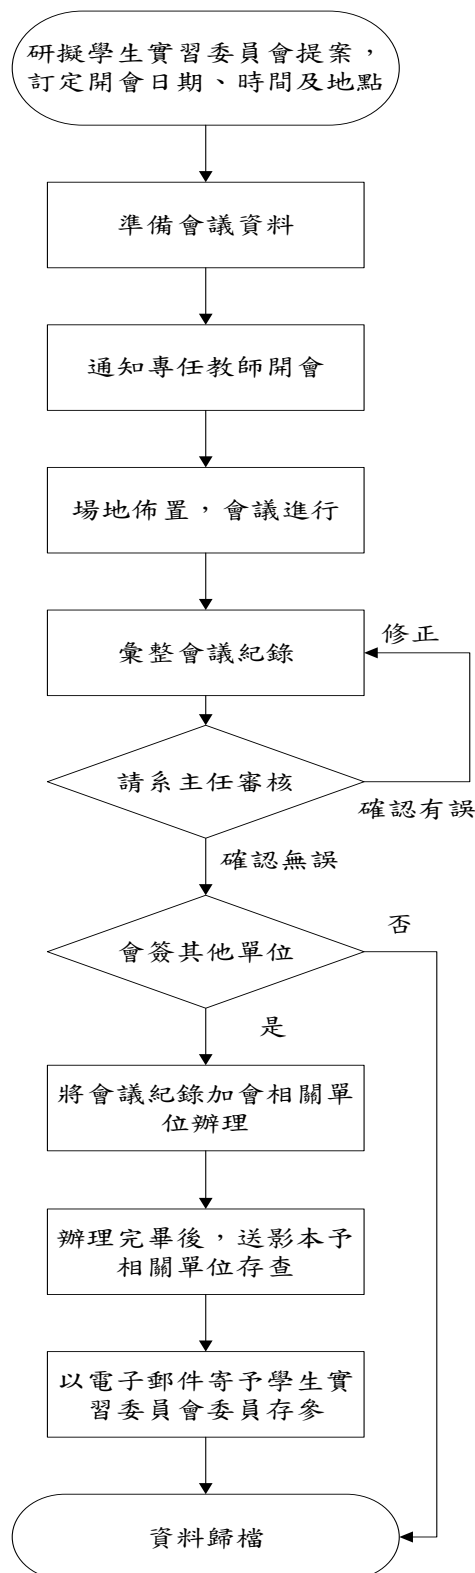 研擬學生實習委員會提案，
訂定開會日期、時間及地點
準備會議資料
通知專任教師開會
場地佈置，會議進行
修正
彙整會議紀錄
請系主任審核
確認有誤
確認無誤
否
會簽其他單位
是
將會議紀錄加會相關單
位辦理
辦理完畢後，送影本予
相關單位存查
以電子郵件寄予學生實
習委員會委員存參
資料歸檔